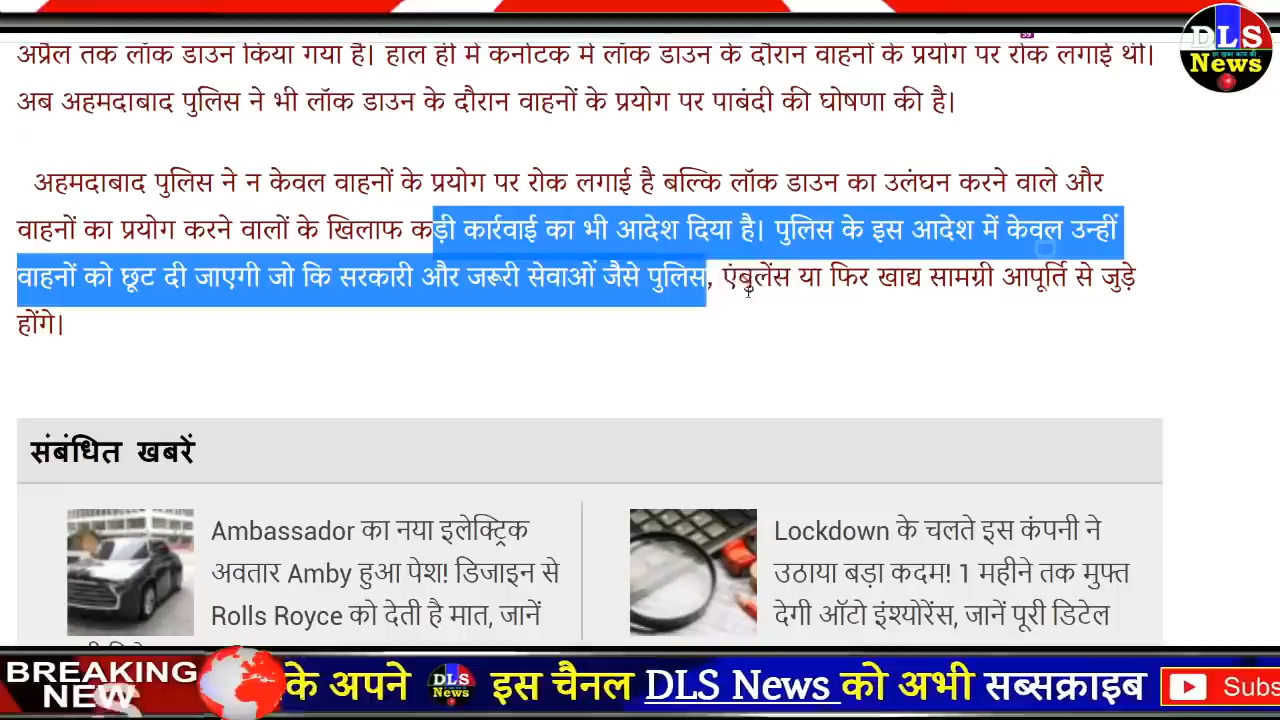 अप्रैल तक लॉक डाउन किया गया है। हाल ही में कर्नाटक में लॉक डाउन के दौरान वाहनों के प्रयोग पर रोक लगाई थी।
अब अहमदाबाद पुलिस ने भी लॉक डाउन के दौरान वाहनों के प्रयोग पर पाबंदी की घोषणा की है।
अहमदाबाद पुलिस ने न केवल वाहनों के प्रयोग पर रोक लगाई है बल्कि लॉक डाउन का उलंघन करने वाले और
वाहनों का प्रयोग करने वालों के खिलाफ कड़ी कार्रवाई का भी आदेश दिया है। पुलिस के इस आदेश में केवल उन्हीं
वाहनों को छूट दी जाएगी जो कि सरकारी और जरूरी सेवाओं जैसे पुलिस, एंबुलेंस या फिर खाद्य सामग्री आपूर्ति से जुड़े
होंगे।
संबंधित खबरें
Ambassador का नया इलेक्ट्रिक
अवतार Amby हुआ पेश! डिजाइन से
Rolls Royce को देती है मात, जानें
Lockdown के चलते इस कंपनी ने
उठाया बड़ा कदम! 1 महीने तक मुफ्त
देगी ऑटो इंश्योरेंस, जानें पूरी डिटेल
DLS
News
BREAKING
NEW
के अपने DLS News इस चैनल DLS News को अभी सब्सक्राइब
Subs